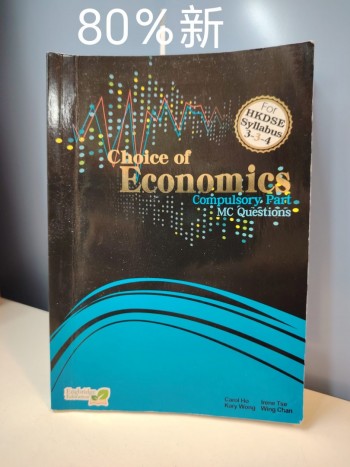 80%新
For
HKDSE
Syllabus
3-3-4
Choice of
Economics
Compulsory Part
MC Questions
Carol Ho Irene Tse
Kary Wong Wing Chan